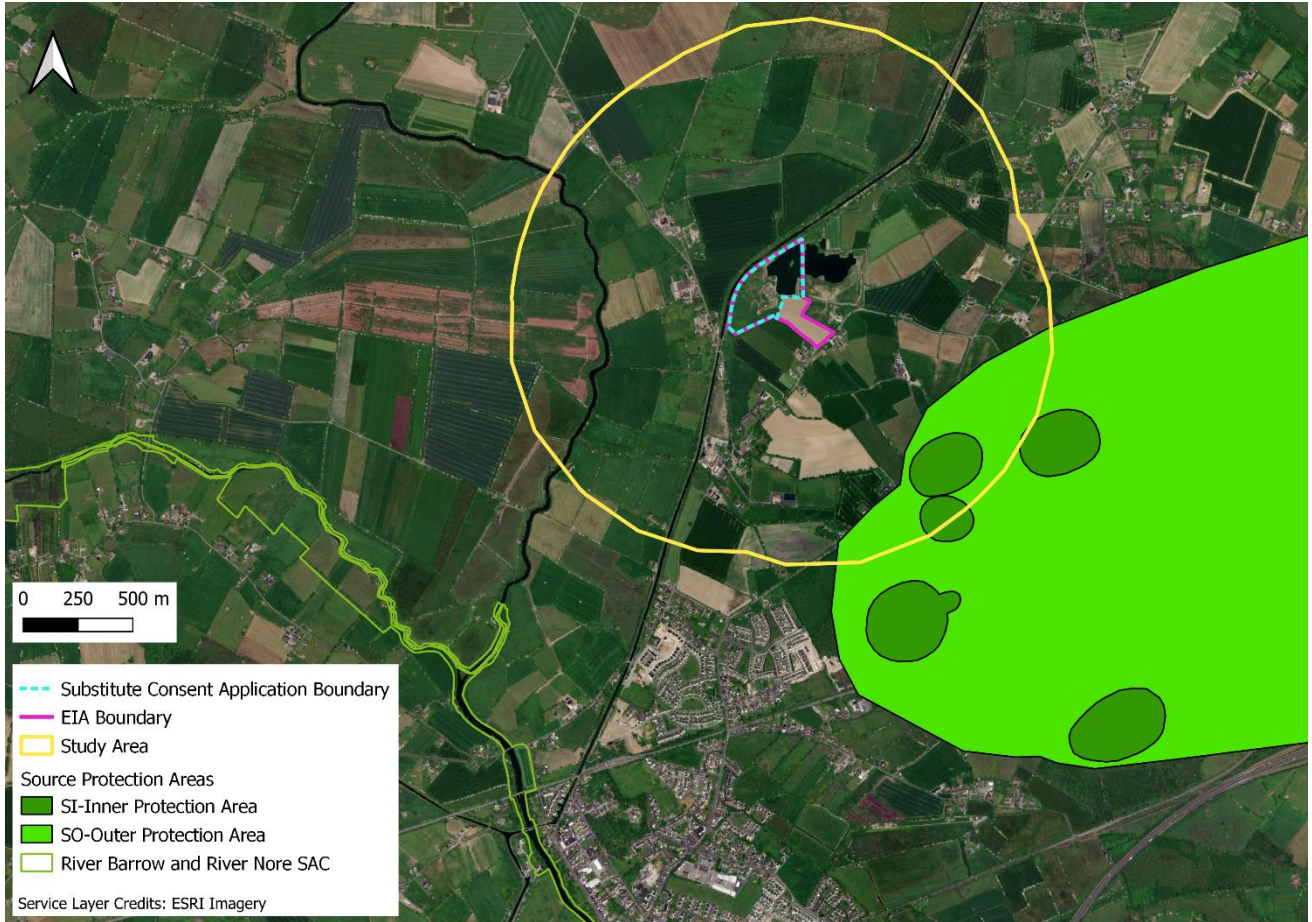 0 250 500 m
Substitute Consent Application Boundary
EIA Boundary
Study Area
Source Protection Areas
SI-Inner Protection Area
SO-Outer Protection Area
River Barrow and River Nore SAC
Service Layer Credits: ESRI Imagery